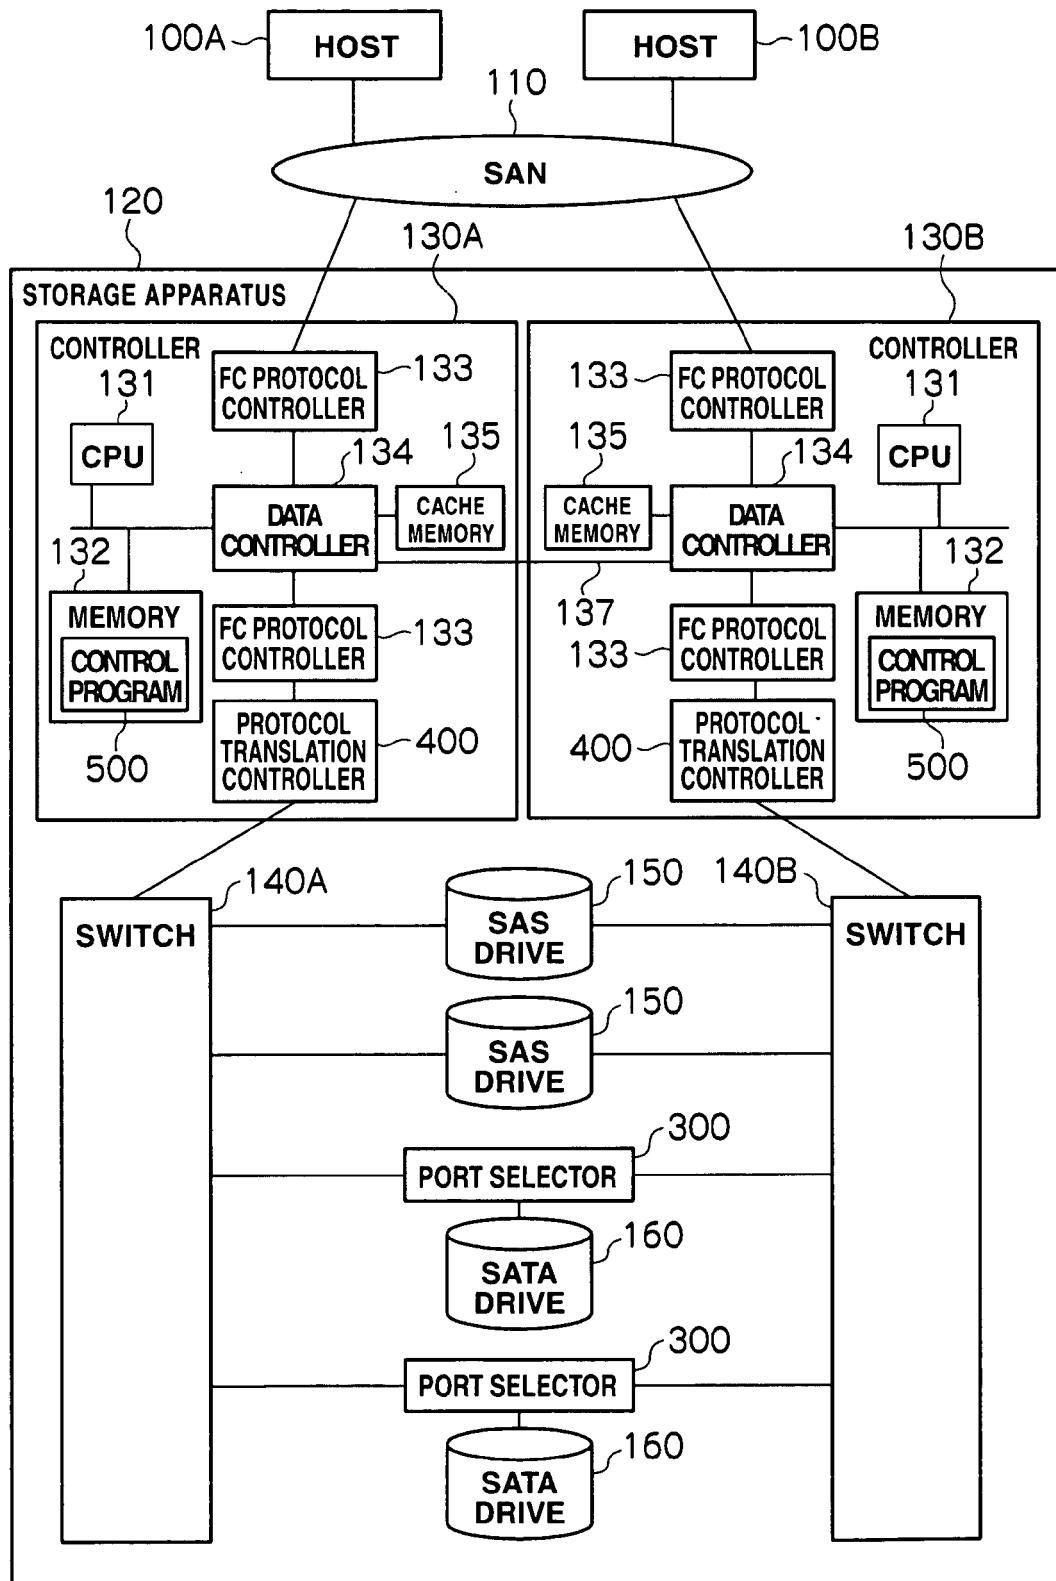 100A
HOST
HOST
100B
110
SAN
120
130A
130B
STORAGE APPARATUS
CONTROLLER
131
CPU
FC PROTOCOL
CONTROLLER
133
134
135
DATA
CONTROLLER
CACHE
MEMORY
132
MEMORY
CONTROL
PROGRAM
500
FC PROTOCOL
CONTROLLER
133
PROTOCOL
TRANSLATION
CONTROLLER
400
137
CONTROLLER
133
FC PROTOCOL
CONTROLLER
131
CPU
135
CACHE
MEMORY
134
DATA
CONTROLLER
132
MEMORY
CONTROL
PROGRAM
500
133
FC PROTOCOL
CONTROLLER
400
PROTOCOL
TRANSLATION
CONTROLLER
140A
SWITCH
150
SAS
DRIVE
140B
SWITCH
150
SAS
DRIVE
300
PORT SELECTOR
160
SATA
DRIVE
300
PORT SELECTOR
160
SATA
DRIVE